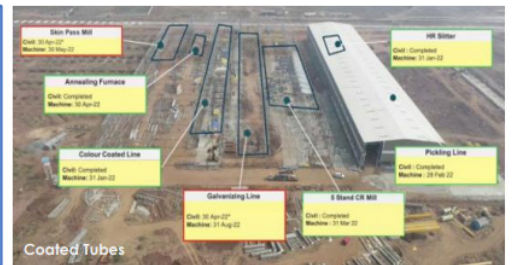 Skin Pass Mill
Civil: 30 Apr-22*
Machine: 30 May-22
HR Slitter
Civil : Completed
Machine: 31 Jan-22
Annealing Furnace
Civil: Completed
Machine: 30 Apr-22
Colour Coated Line
Civil: Completed
Machine: 31 Jan-22
Pickling Line
Civil : Completed
Machine : 28 Feb 22
Galvanizing Line
Civil: 30 Apr-22*
Machine: 31 Aug-22
5 Stand CR Mill
Civil : Completed
Machine : 31 Mar 22
Coated Tubes